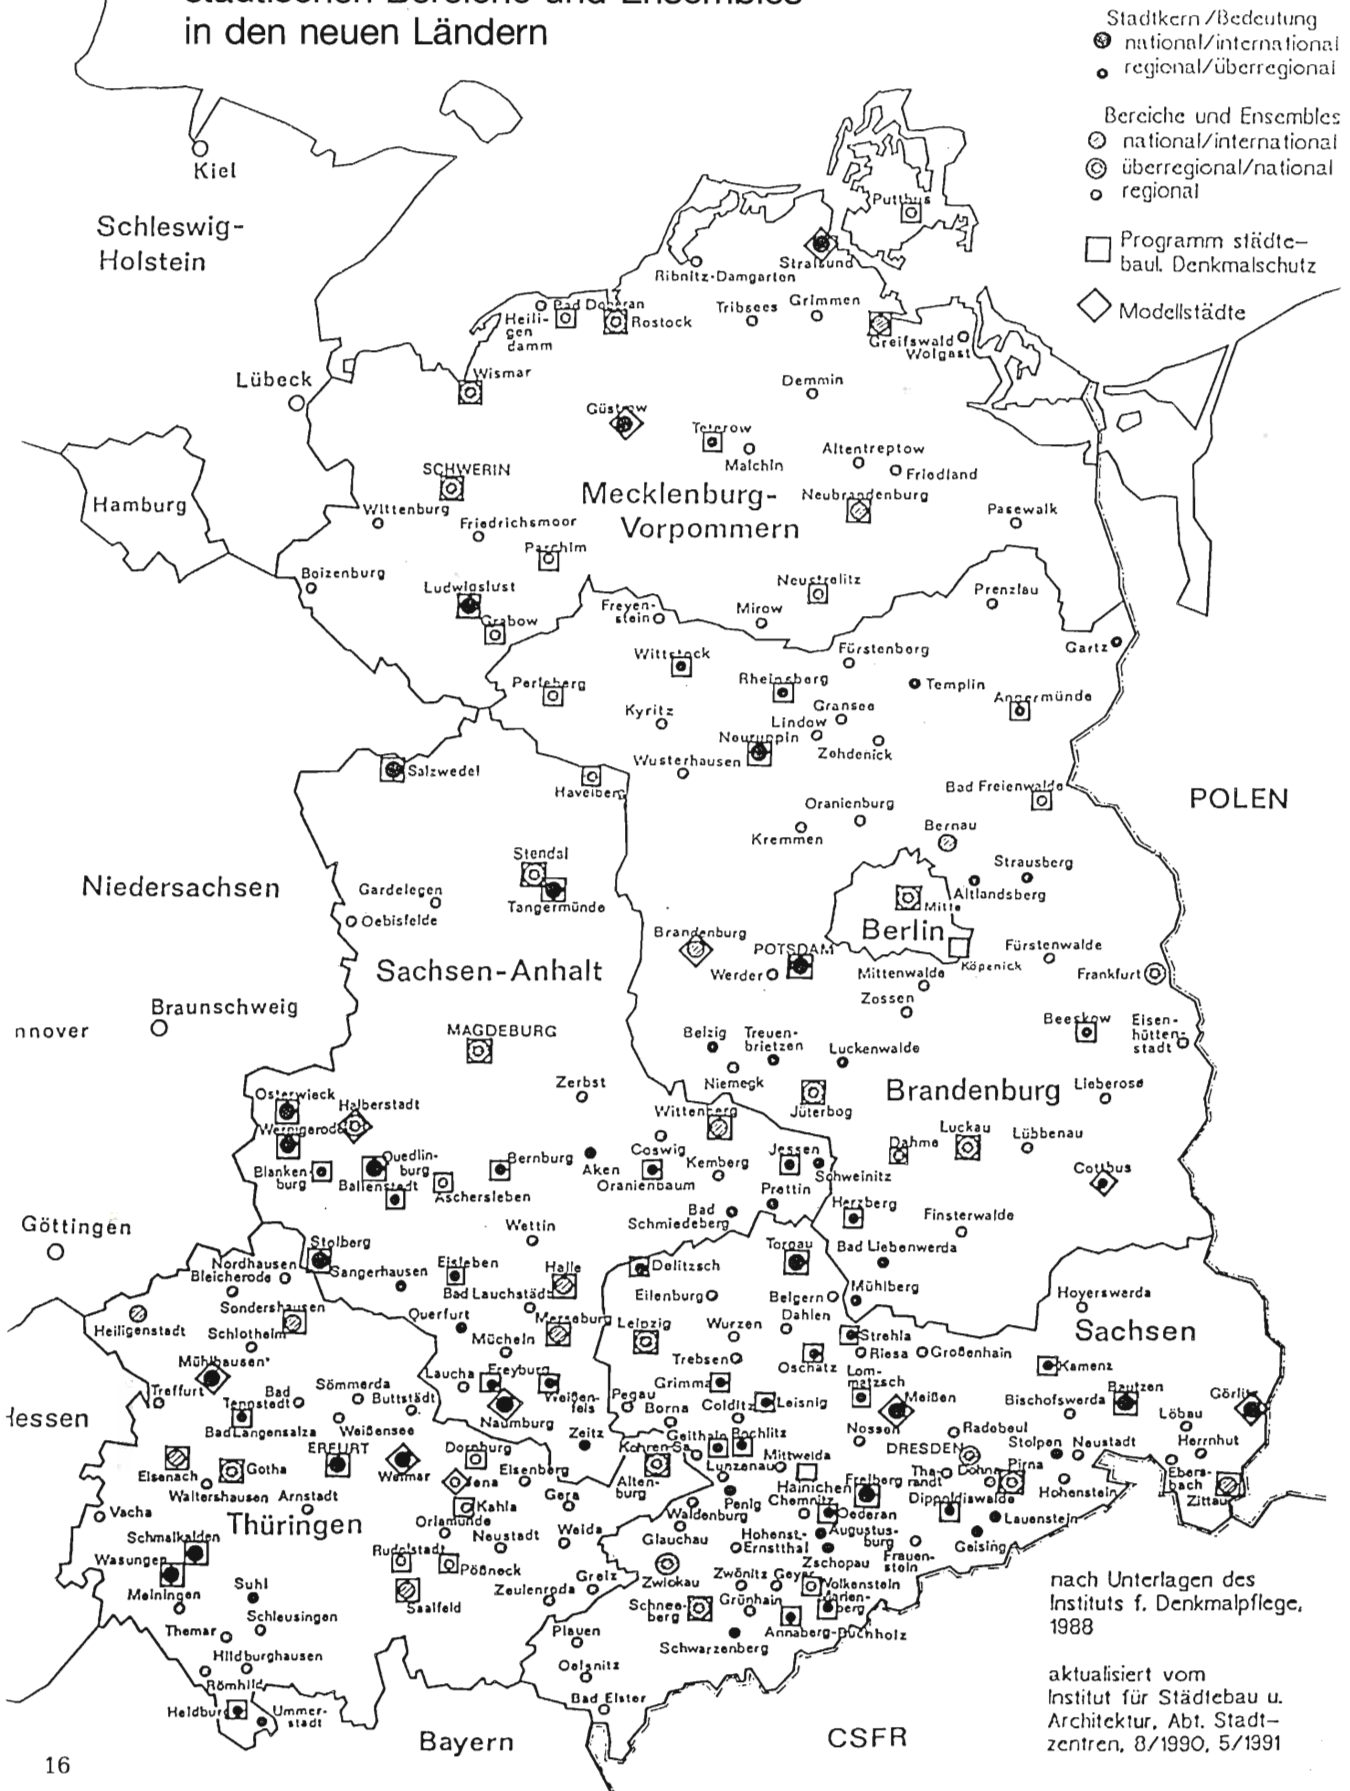 städtischen Bereiche und Ensembles
in den neuen Ländern
Stadtkern/Bedeutung
national/international
regional/überregional
Bereiche und Ensembles
national/international
überregional/national
regional
Programm städte-
baul. Denkmalschutz
Modellstädte
Kiel
Schleswig-
Holstein
Putbus
Stralsund
Ribnitz-Damgarten
Bad Doberan
Heili-
gen
damm
Rostock
Tribsees
Grimmen
Greifswald
Wolgast
Wismar
Lübeck
Demmin
Güstrow
Teterow
Malchin
Altentreptow
Friedland
SCHWERIN
Mecklenburg-
Vorpommern
Neubrandenburg
Hamburg
Wittenburg
Friedrichsmoor
Pasewalk
Parchim
Boizenburg
Ludwigslust
Neustrelitz
Prenzlau
Grabow
Freyen-
stein
Mirow
Wittstock
Fürstenberg
Gartz
Perleberg
Rheinsberg
Templin
Angermünde
Kyritz
Gransee
Lindow
Neuruppin
Zehdenick
Wusterhausen
Salzwedel
Havelberg
Bad Freienwalde
POLEN
Oranienburg
Kremmen
Bernau
Strausberg
Stendal
Altlandsberg
Niedersachsen
Gardelegen
Tangermünde
Oebisfelde
Mitte
Berlin
Brandenburg
POTSDAM
Werder
Köpenick
Fürstenwalde
Frankfurt
Sachsen-Anhalt
Mittenwalde
Zossen
Braunschweig
nnover
MAGDEBURG
Beeskow
Eisen-
hütten-
stadt
Belzig
Treuen-
brietzen
Luckenwalde
Niemegk
Brandenburg
Lieberose
Zerbst
Jüterbog
Osterwieck
Halberstadt
Wernigerode
Wittenberg
Coswig
Dahme
Luckau
Lübbenau
Blanken-
burg
Quedlin-
burg
Ballenstedt
Bernburg
Aken
Oranienbaum
Kemberg
Jessen
Schweinitz
Cottbus
Aschersleben
Prettin
Bad
Schmiedeberg
Herzberg
Finsterwalde
Göttingen
Wettin
Stolberg
Nordhausen
Bleicherode
Sangerhausen
Eisleben
Halle
Delitzsch
Torgau
Bad Liebenwerda
Bad Lauchstädt
Eilenburg
Belgern
Mühlberg
Hoyerswerda
Sondershausen
Heiligenstadt
Schlotheim
Querfurt
Merseburg
Leipzig
Wurzen
Dahlen
Strehla
Sachsen
Mücheln
Trebsen
Oschatz
Riesa
Großenhain
Kamenz
Mühlhausen
Treffurt
Laucha
Freyburg
Weißen-
fels
Grimma
Lom-
matzsch
Meißen
Bischofswerda
Bautzen
Görlitz
Hessen
Tennstedt
Bad
Sömmerda
Buttstädt
Naumburg
Pegau
Borna
Colditz
Leisnig
Nossen
Radebeul
Löbau
Bad Langensalza
Weißensee
ERFURT
Zeitz
Geithain
Rochlitz
Mittweida
DRESDEN
Stolpen
Neustadt
Herrnhut
Eisenach
Gotha
Weimar
Dornburg
Jena
Eisenberg
Kohren-Sa.
Alten-
burg
Lunzenau
Hainichen
Freiberg
Tha-
randt
Dohna
Pirna
Hohenstein
Ebers-
bach
Zittau
Waltershausen
Arnstadt
Kahla
Gera
Penig
Chemnitz
Oederan
Dippoldiswalde
Lauenstein
Vacha
Thüringen
Orlamünde
Neustadt
Weida
Waldenburg
Glauchau
Hohenst.-
Ernstthal
Augustus-
burg
Zschopau
Frauen-
stein
Geising
Schmalkalden
Wasungen
Rudolstadt
Pößneck
Greiz
Zwickau
Zwönitz
Geyer
Wolkenstein
Meiningen
Suhl
Saalfeld
Zeulenroda
Schnee-
berg
Grünhain
Marien-
berg
Schleusingen
Themar
Plauen
Annaberg-Buchholz
Schwarzenberg
Hildburghausen
Römhild
Oelsnitz
Heldburg
Ummer-
stadt
Bad Elster
Bayern
CSFR
nach Unterlagen des
Instituts f. Denkmalpflege,
1988
aktualisiert vom
Institut für Städtebau u.
Architektur, Abt. Stadt-
zentren, 8/1990, 5/1991
16